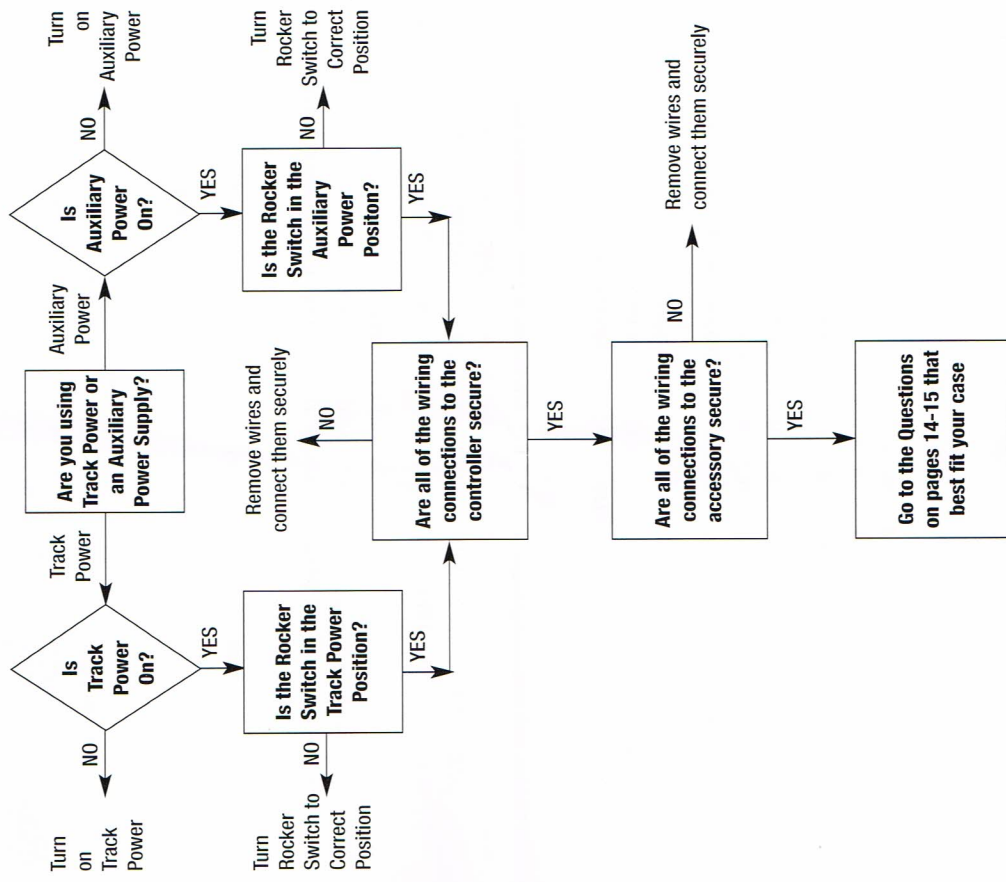 Are you using
Track Power or
an Auxiliary
Power Supply?
Track
Power
Auxiliary
Power
Is
Track
Power
On?
NO
Turn
on
Track
Power
YES
Is the Rocker
Switch in the
Track Power
Position?
NO
Turn
Rocker
Switch to
Correct
Position
YES
Is
Auxiliary
Power
On?
NO
Turn
on
Auxiliary
Power
YES
Is the Rocker
Switch in the
Auxiliary
Power
Positon?
NO
Turn
Rocker
Switch to
Correct
Position
YES
Are all of the wiring
connections to the
controller secure?
NO
Remove wires and
connect them securely
YES
Are all of the wiring
connections to the
accessory secure?
NO
Remove wires and
connect them securely
YES
Go to the Questions
on pages 14-15 that
best fit your case